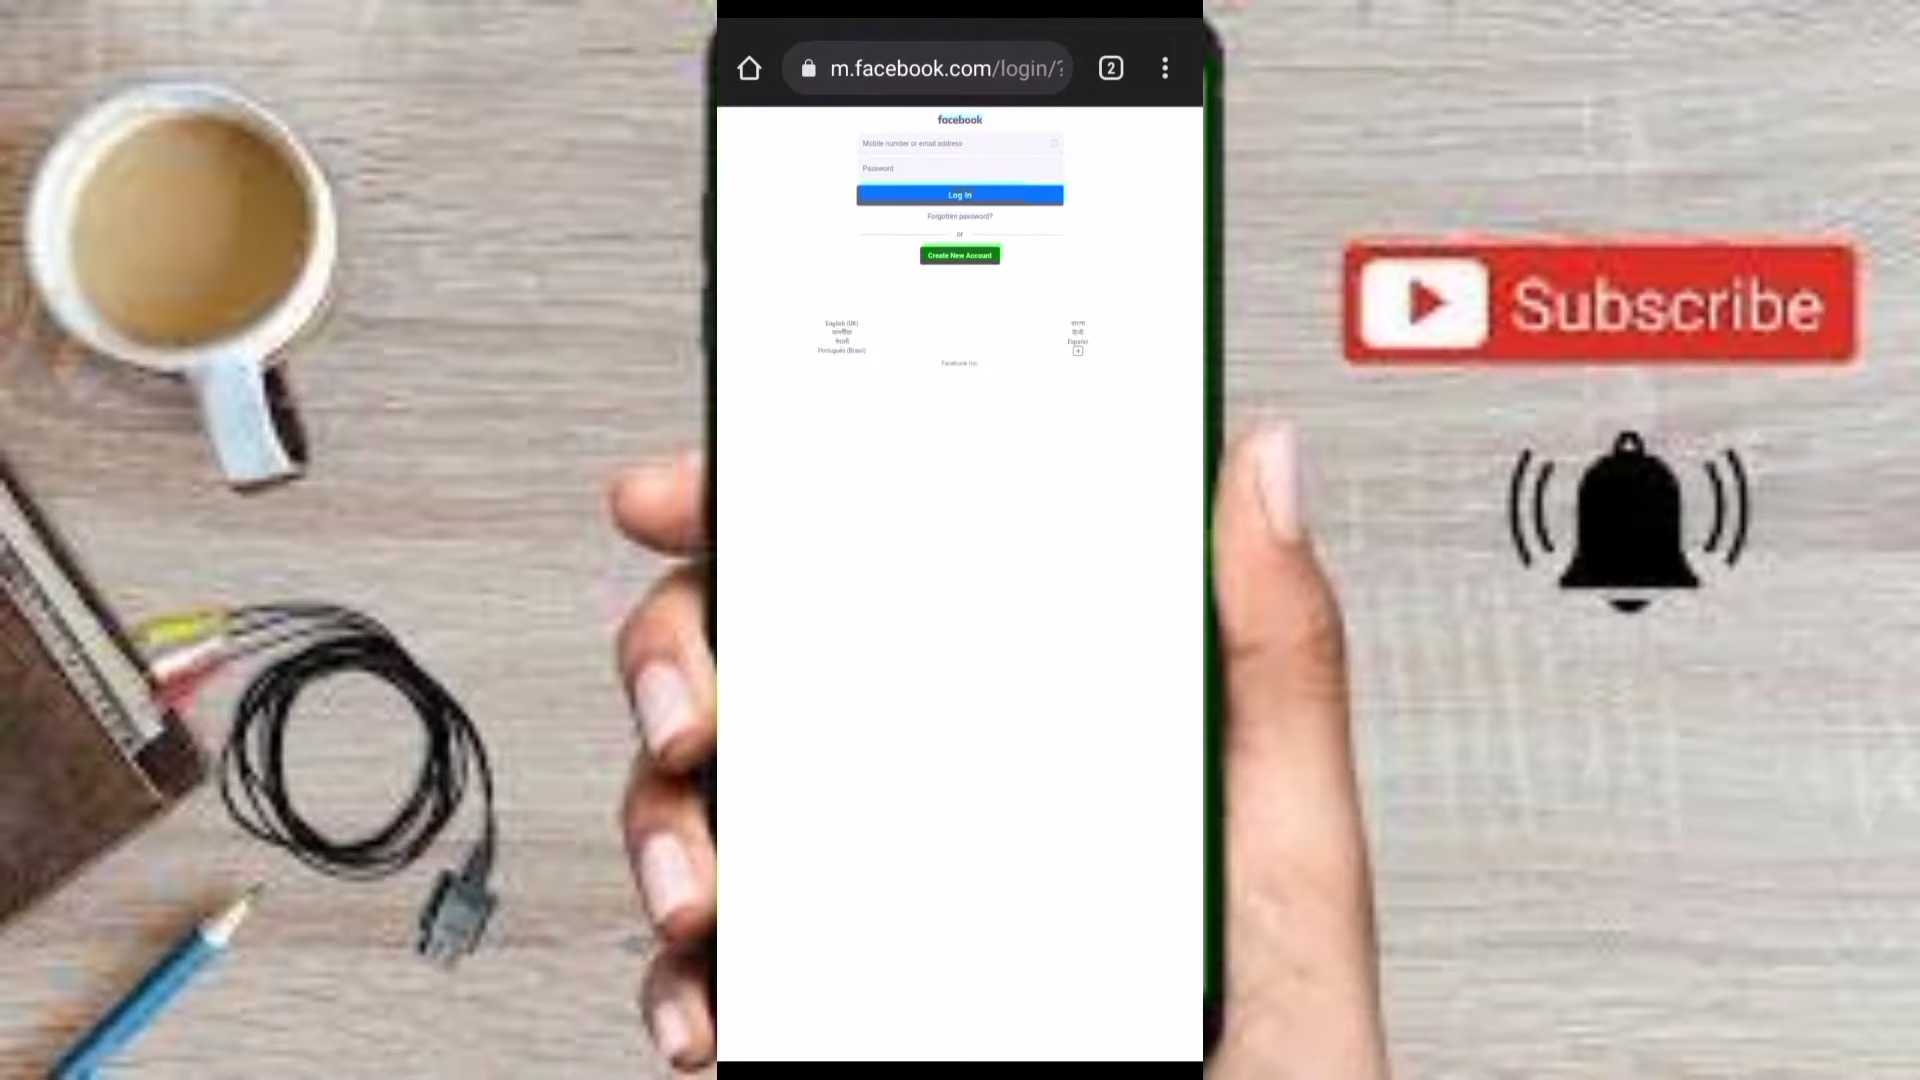 m.facebook.com/login/?
2
facebook
Mobile number or email address
Password
Log In
Forgotten password?
or
Create New Account
English (UK)
বাংলা
हिन्दी
नेपाली
Español
Português (Brasil)
Facebook Inc.
Subscribe